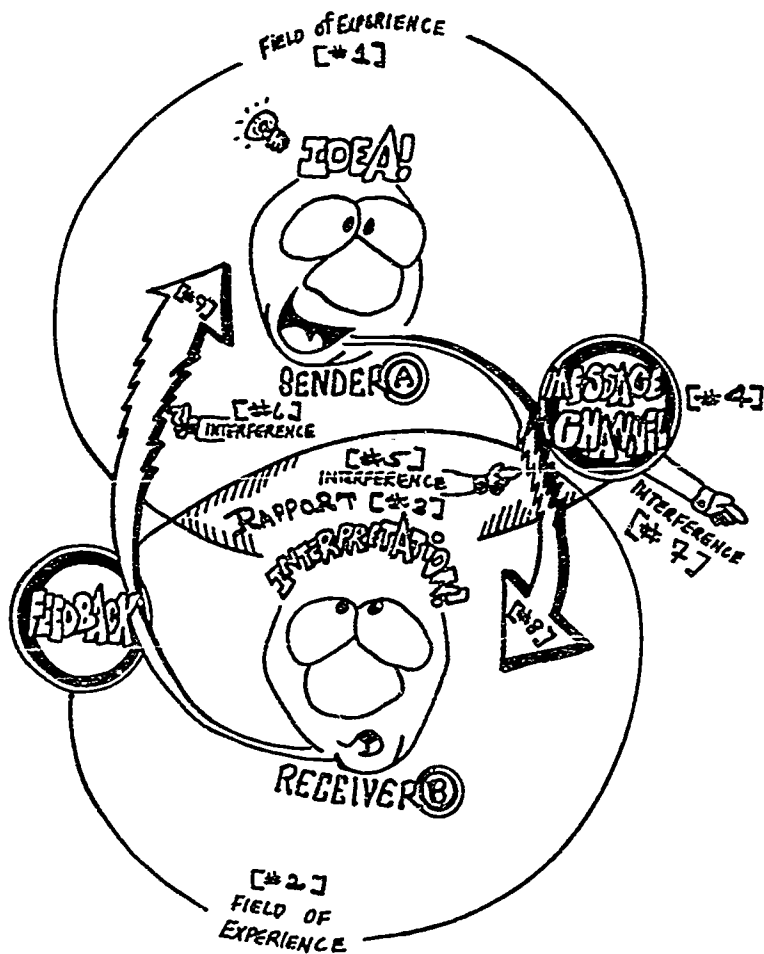 FIELD of EXPERIENCE
[#1]
IDEA!
[#9]
SENDER A
MESSAGE
CHANNEL
[#4]
[#6]
INTERFERENCE
[#5]
INTERFERENCE
RAPPORT [#3]
INTERFERENCE
[#7]
INTERPRETATION!
FEEDBACK
[#8]
RECEIVER B
[#2]
FIELD OF
EXPERIENCE